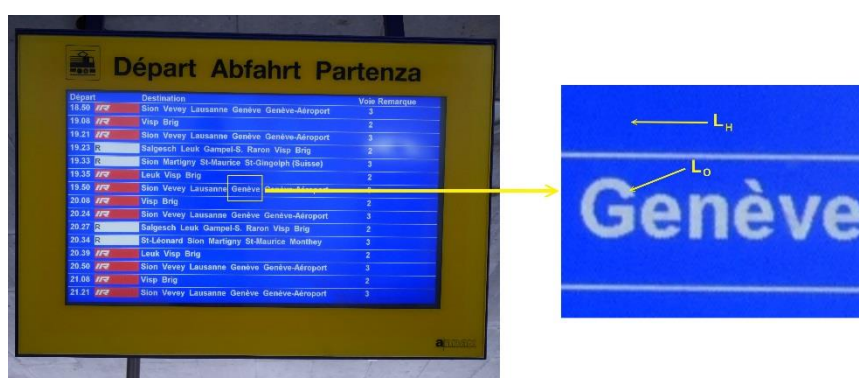 Départ Abfahrt Partenza
Départ Destination Voie Remarque
18.50 IR Sion Vevey Lausanne Genève Genève-Aéroport 3
19.08 IR Visp Brig 2
19.21 IR Sion Vevey Lausanne Genève Genève-Aéroport 3
19.23 R Salgesch Leuk Gampel-S. Raron Visp Brig 2
19.33 R Sion Martigny St-Maurice St-Gingolph (Suisse) 3
19.35 IR Leuk Visp Brig 2
19.50 IR Sion Vevey Lausanne Genève Genève-Aéroport
20.08 IR Visp Brig 2
20.24 IR Sion Vevey Lausanne Genève Genève-Aéroport 3
20.27 R Salgesch Leuk Gampel-S. Raron Visp Brig 2
20.34 R St-Léonard Sion Martigny St-Maurice Monthey 3
20.39 IR Leuk Visp Brig 2
20.50 IR Sion Vevey Lausanne Genève Genève-Aéroport 3
21.08 IR Visp Brig 2
21.21 IR Sion Vevey Lausanne Genève Genève-Aéroport 3
L_H
L_O
Genève